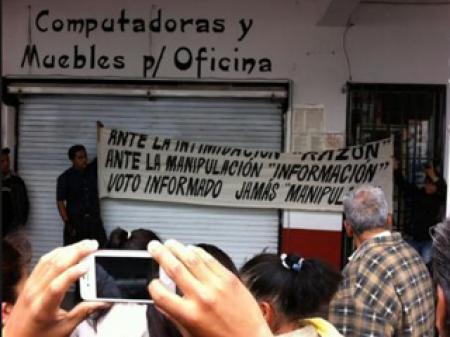 Computadoras y
Muebles p/ Oficina
ANTE LA INTIMIDACIÓN "RAZÓN"
ANTE LA MANIPULACIÓN "INFORMACIÓN"
VOTO INFORMADO JAMÁS "MANIPUL